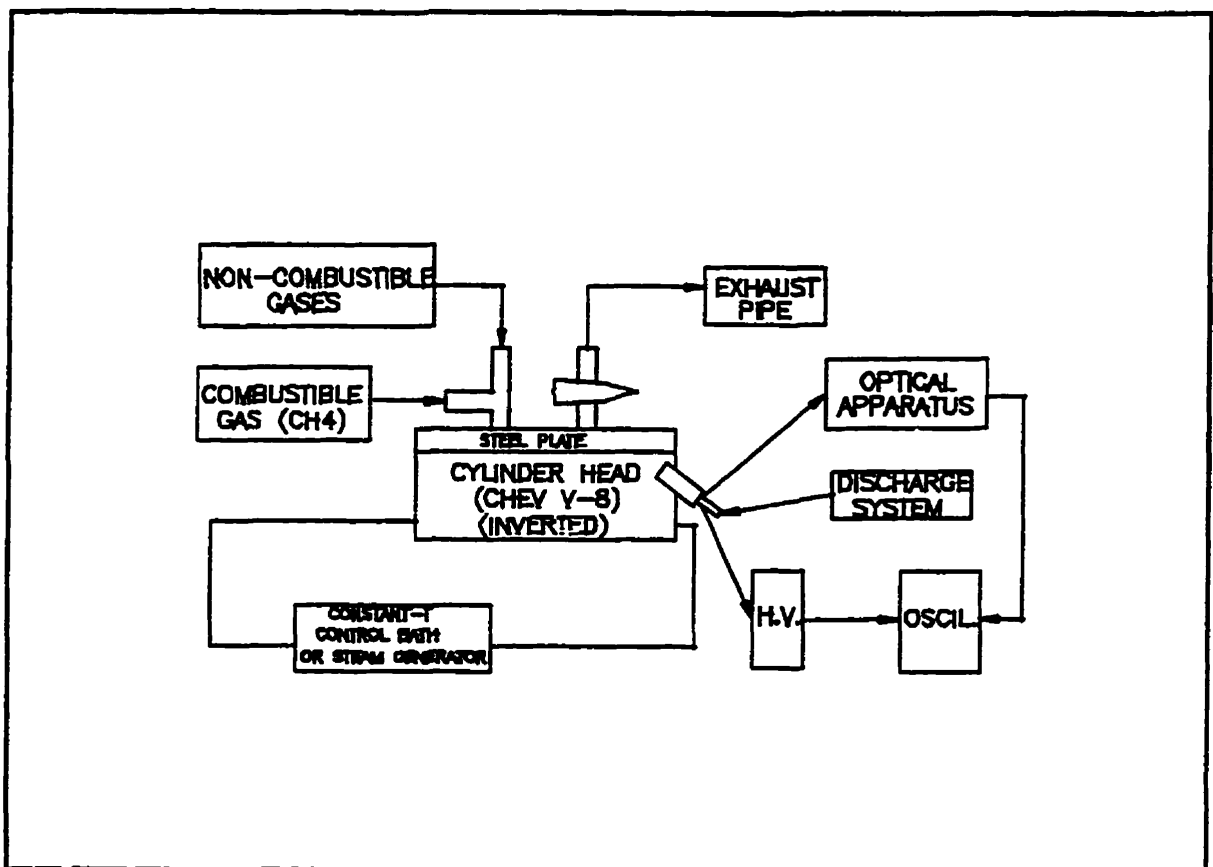 NON-COMBUSTIBLE
GASES
EXHAUST
PIPE
COMBUSTIBLE
GAS (CH4)
OPTICAL
APPARATUS
STEEL PLATE
CYLINDER HEAD
(CHEV V-8)
(INVERTED)
DISCHARGE
SYSTEM
H.V.
OSCIL.
CONSTANT-T
CONTROL BATH
OR STEAM GENERATOR